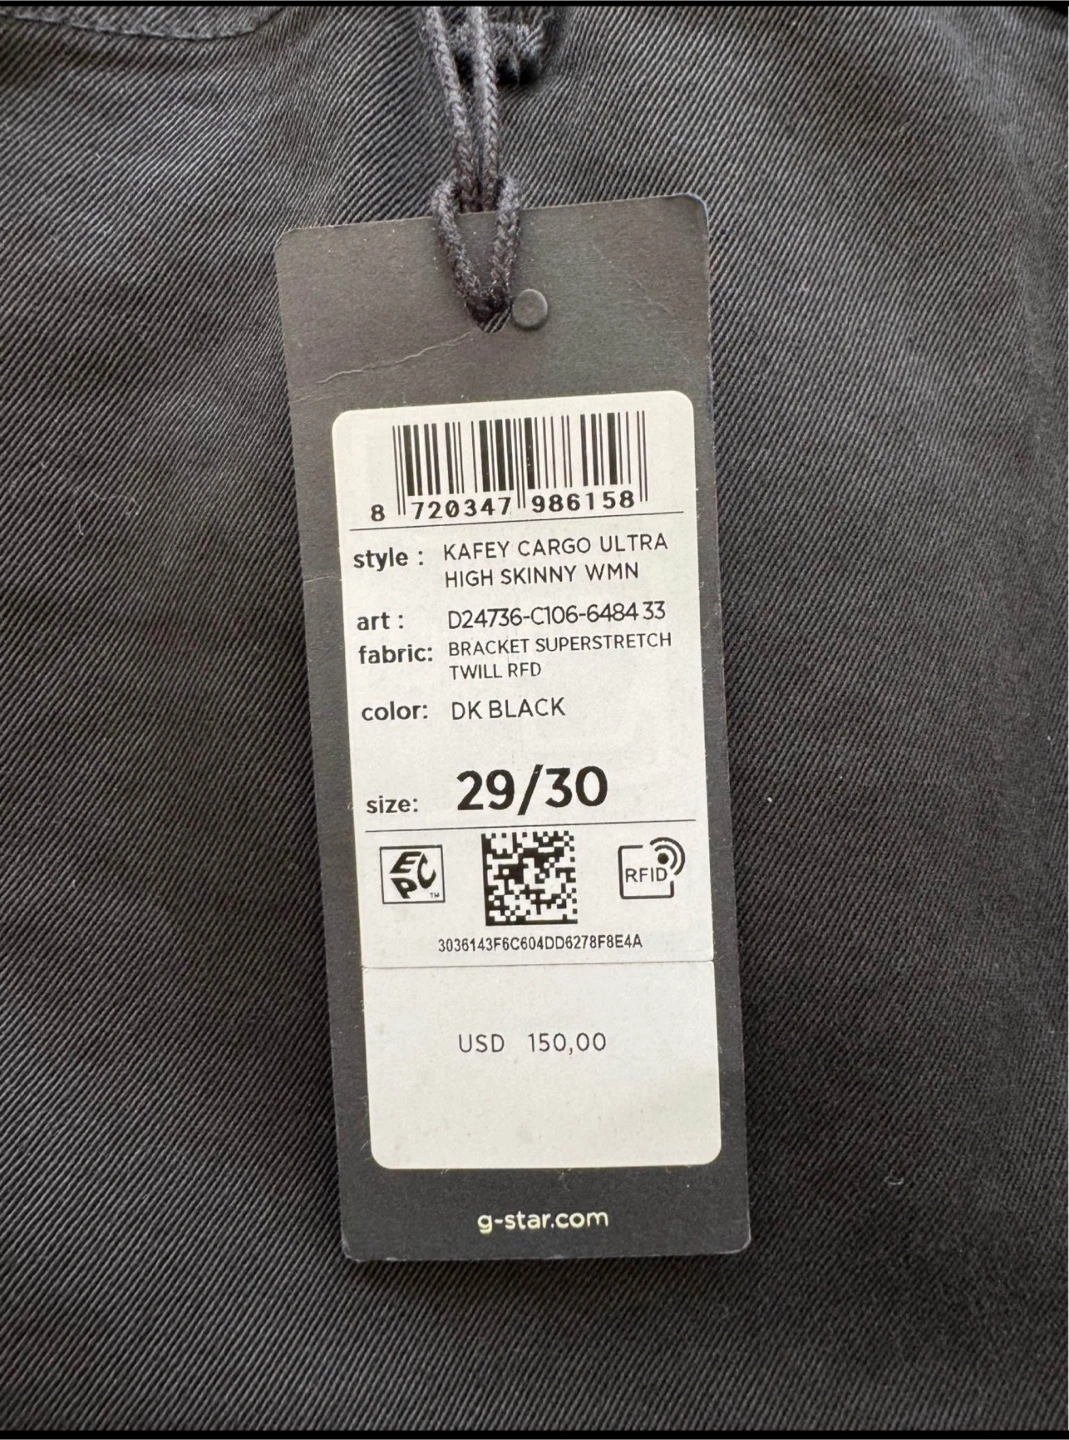 8 720347 986158
style : KAFEY CARGO ULTRA
HIGH SKINNY WMN
art : D24736-C106-6484 33
fabric: BRACKET SUPERSTRETCH
TWILL RFD
color: DK BLACK
size: 29/30
EPC™ RFID
3036143F6C604DD6278F8E4A
USD 150,00
g-star.com